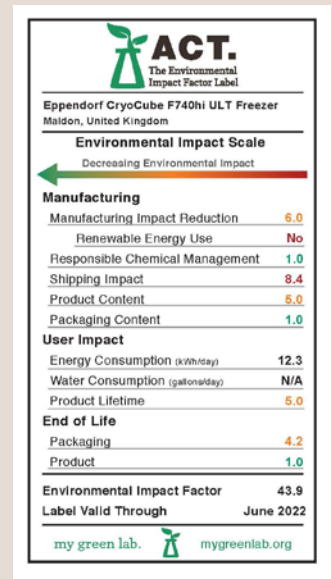 ACT.
The Environmental
Impact Factor Label
Eppendorf CryoCube F740hi ULT Freezer
Maldon, United Kingdom
Environmental Impact Scale
Decreasing Environmental Impact
Manufacturing
Manufacturing Impact Reduction 6.0
Renewable Energy Use No
Responsible Chemical Management 1.0
Shipping Impact 8.4
Product Content 5.0
Packaging Content 1.0
User Impact
Energy Consumption (kWh/day) 12.3
Water Consumption (gallons/day) N/A
Product Lifetime 5.0
End of Life
Packaging 4.2
Product 1.0
Environmental Impact Factor 43.9
Label Valid Through June 2022
my green lab. mygreenlab.org